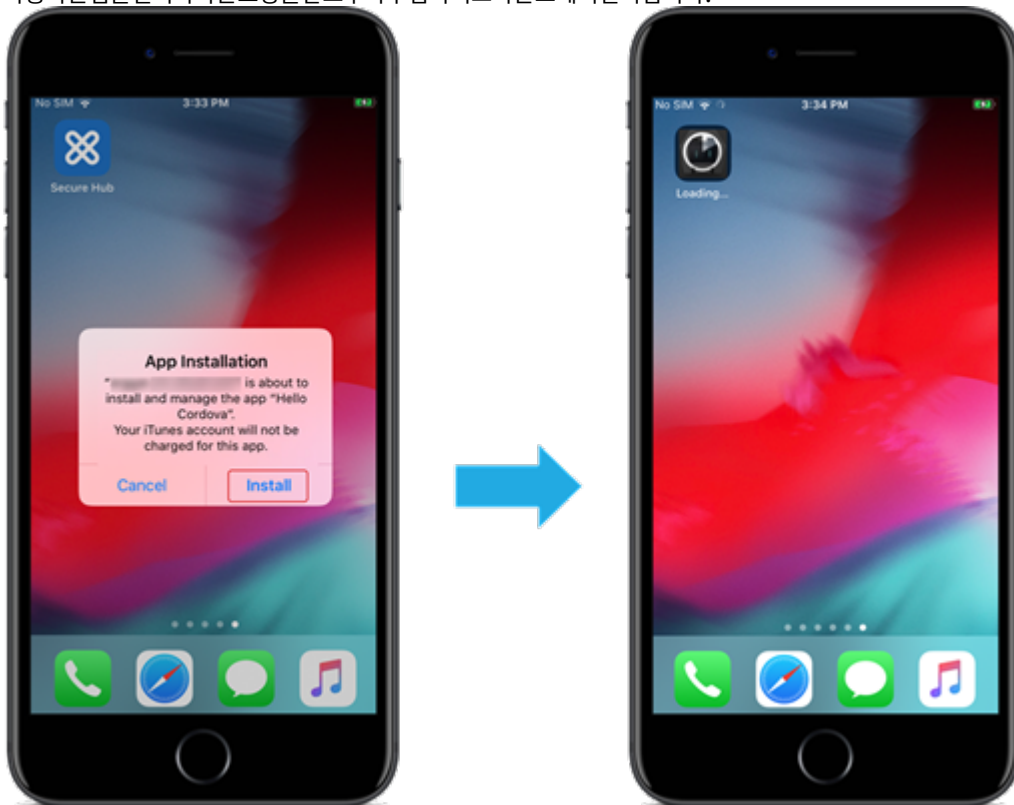 No SIM
3:33 PM
Secure Hub
App Installation
" is about to
install and manage the app "Hello
Cordova".
Your iTunes account will not be
charged for this app.
Cancel
Install
No SIM
3:34 PM
Loading...